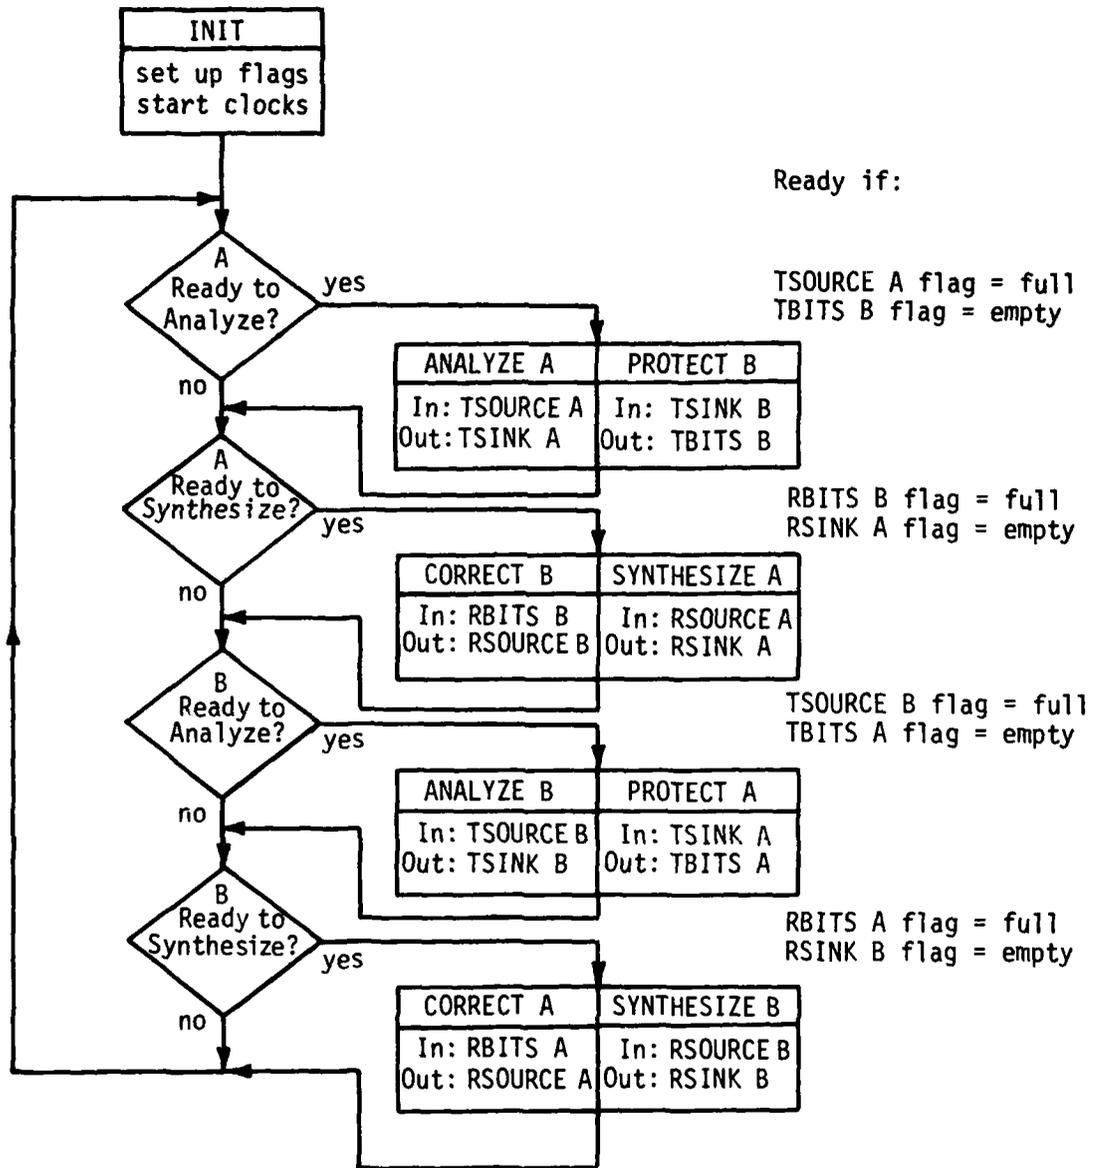 INIT
set up flags
start clocks
Ready if:
A
Ready to
Analyze?
yes
no
TSOURCE A flag = full
TBITS B flag = empty
ANALYZE A
In: TSOURCE A
Out: TSINK A
PROTECT B
In: TSINK B
Out: TBITS B
A
Ready to
Synthesize?
yes
no
RBITS B flag = full
RSINK A flag = empty
CORRECT B
In: RBITS B
Out: RSOURCE B
SYNTHESIZE A
In: RSOURCE A
Out: RSINK A
B
Ready to
Analyze?
yes
no
TSOURCE B flag = full
TBITS A flag = empty
ANALYZE B
In: TSOURCE B
Out: TSINK B
PROTECT A
In: TSINK A
Out: TBITS A
B
Ready to
Synthesize?
yes
no
RBITS A flag = full
RSINK B flag = empty
CORRECT A
In: RBITS A
Out: RSOURCE A
SYNTHESIZE B
In: RSOURCE B
Out: RSINK B